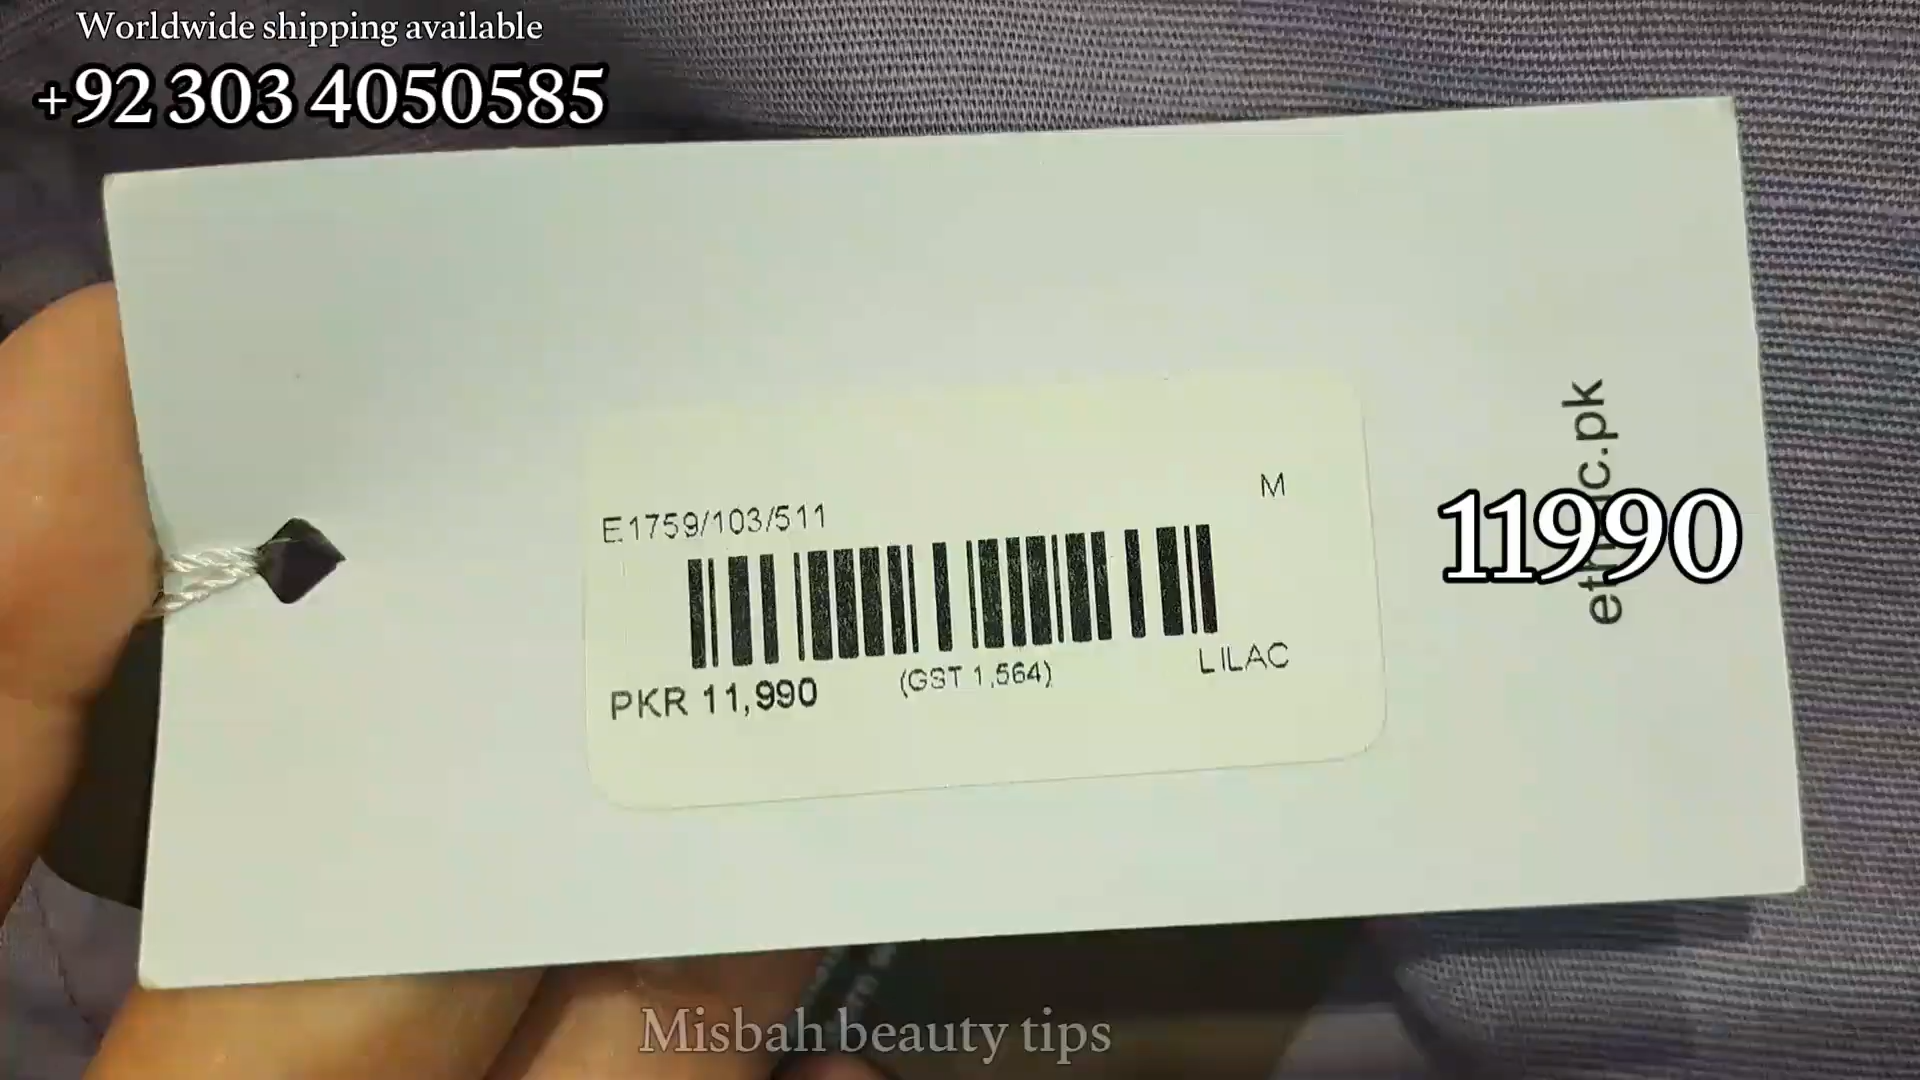 Worldwide shipping available
+92 303 4050585
E1759/103/511
M
PKR 11,990
(GST 1,564)
LILAC
11990
Misbah beauty tips